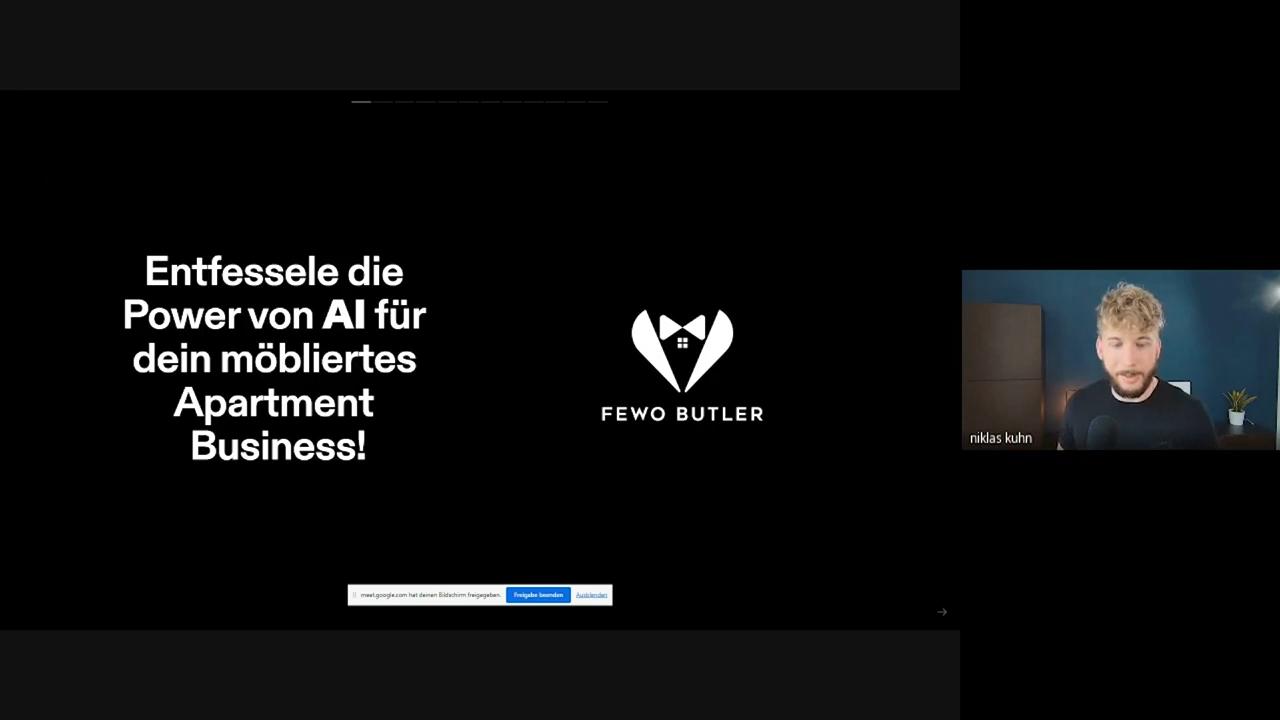 Entfessele die
Power von AI für
dein möbliertes
Apartment
Business!
FEWO BUTLER
niklas kuhn
meet.google.com hat deinen Bildschirm freigegeben. Freigabe beenden Ausblenden